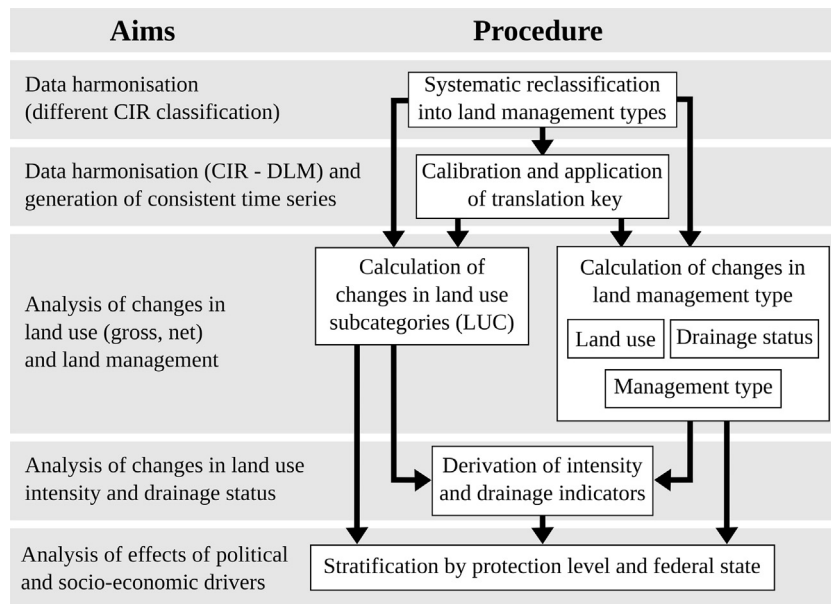 Aims
Procedure
Data harmonisation
(different CIR classification)
Systematic reclassification
into land management types
Data harmonisation (CIR - DLM) and
generation of consistent time series
Calibration and application
of translation key
Analysis of changes in
land use (gross, net)
and land management
Calculation of
changes in land use
subcategories (LUC)
Calculation of changes in
land management type
Land use
Drainage status
Management type
Analysis of changes in land use
intensity and drainage status
Derivation of intensity
and drainage indicators
Analysis of effects of political
and socio-economic drivers
Stratification by protection level and federal state